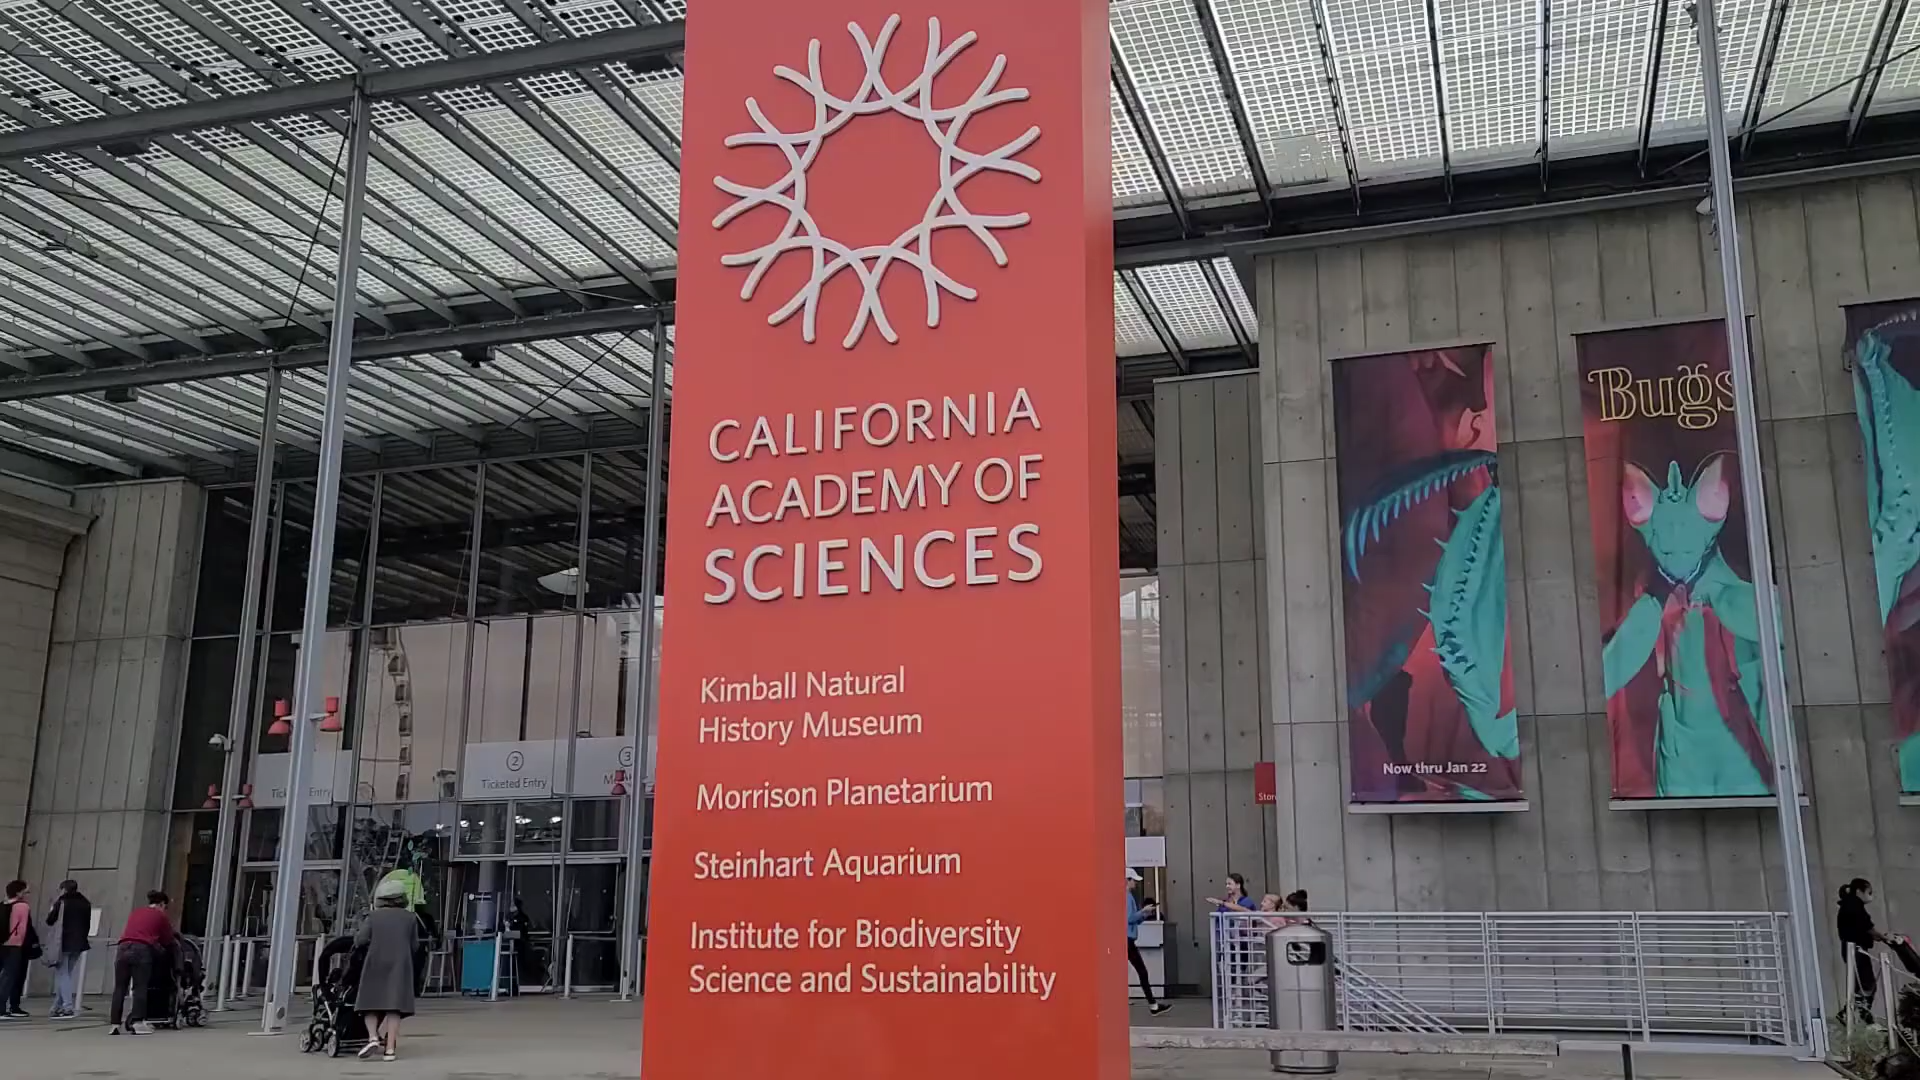 CALIFORNIA
ACADEMY OF
SCIENCES
Kimball Natural
History Museum
Morrison Planetarium
Steinhart Aquarium
Institute for Biodiversity
Science and Sustainability
2
Ticketed Entry
3
Bugs
Now thru Jan 22